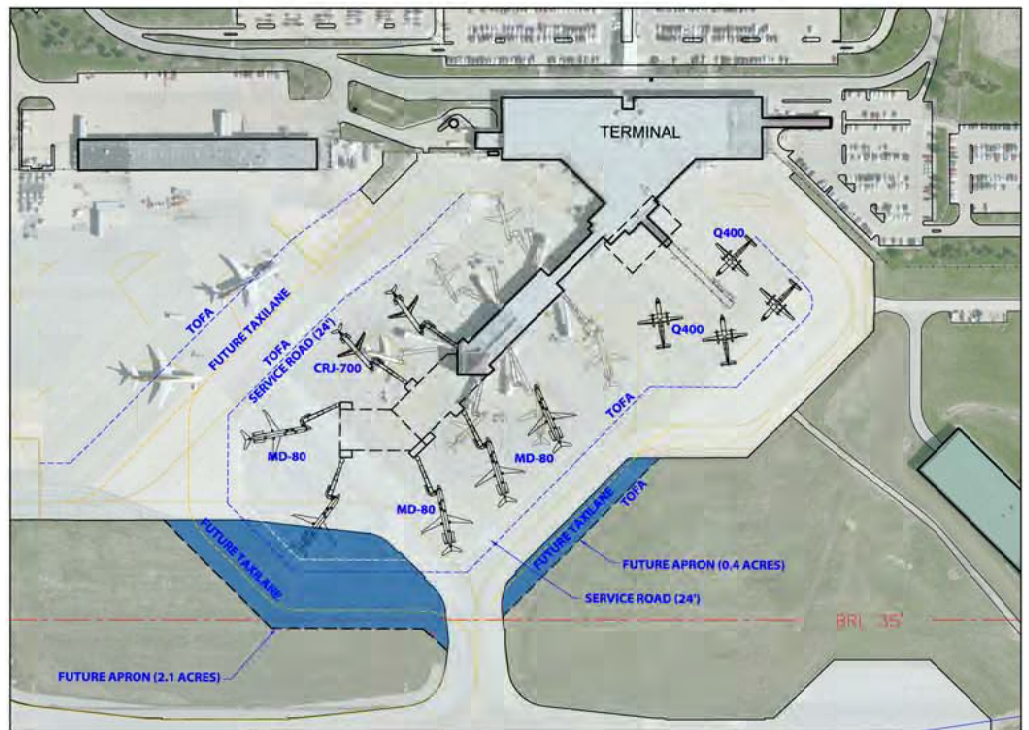 TERMINAL
Q400
TOFA
FUTURE TAXILANE
TOFA
SERVICE ROAD (24')
CRJ-700
Q400
TOFA
MD-80
MD-80
MD-80
FUTURE TAXILANE
FUTURE TAXILANE
TOFA
FUTURE APRON (0.4 ACRES)
SERVICE ROAD (24')
BRL 35'
FUTURE APRON (2.1 ACRES)